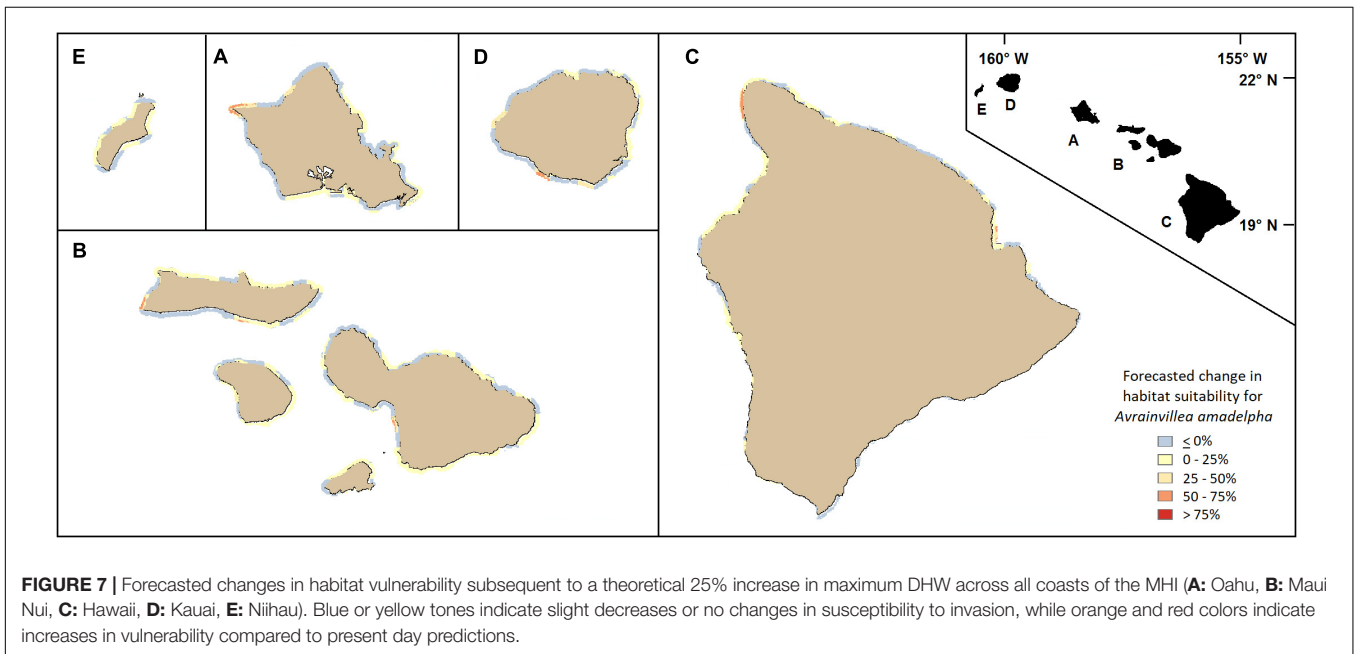 E
A
D
C
160° W
155° W
22° N
E
D
A
B
C
19° N
B
Forecasted change in
habitat suitability for
Avrainvillea amadelpha
≤ 0%
0 - 25%
25 - 50%
50 - 75%
> 75%
FIGURE 7 | Forecasted changes in habitat vulnerability subsequent to a theoretical 25% increase in maximum DHW across all coasts of the MHI (A: Oahu, B: Maui
Nui, C: Hawaii, D: Kauai, E: Niihau). Blue or yellow tones indicate slight decreases or no changes in susceptibility to invasion, while orange and red colors indicate
increases in vulnerability compared to present day predictions.